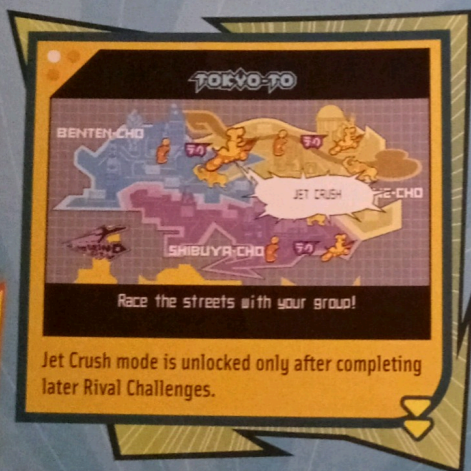 TOKYO-TO
BENTEN-CHO
JET CRUSH
SHIBUYA-CHO
Race the streets with your group!
Jet Crush mode is unlocked only after completing
later Rival Challenges.